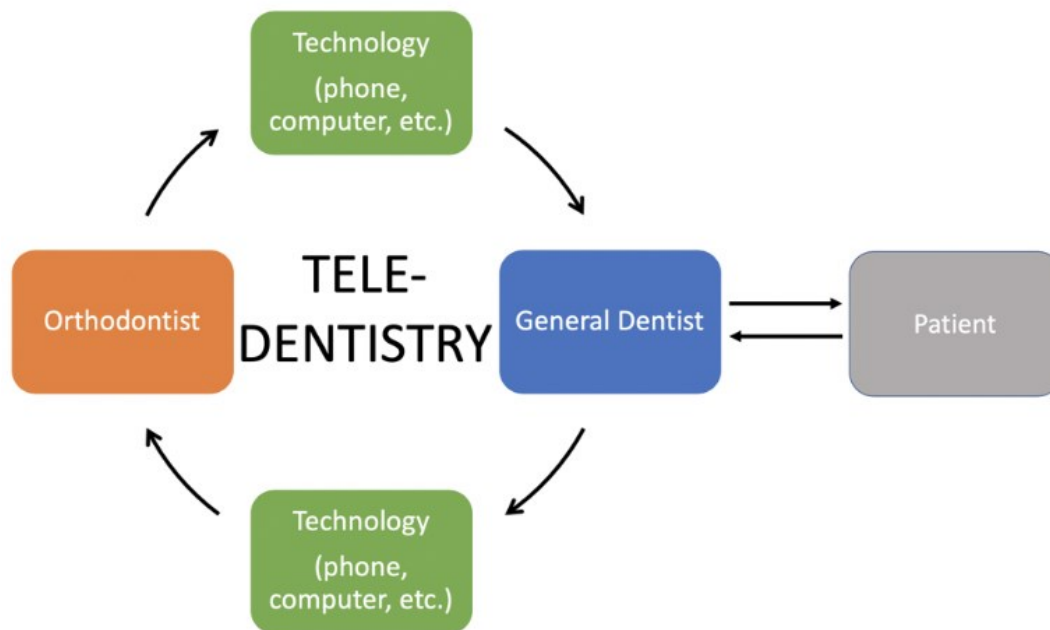 Technology
(phone,
computer, etc.)
Orthodontist
TELE-
DENTISTRY
General Dentist
Patient
Technology
(phone,
computer, etc.)